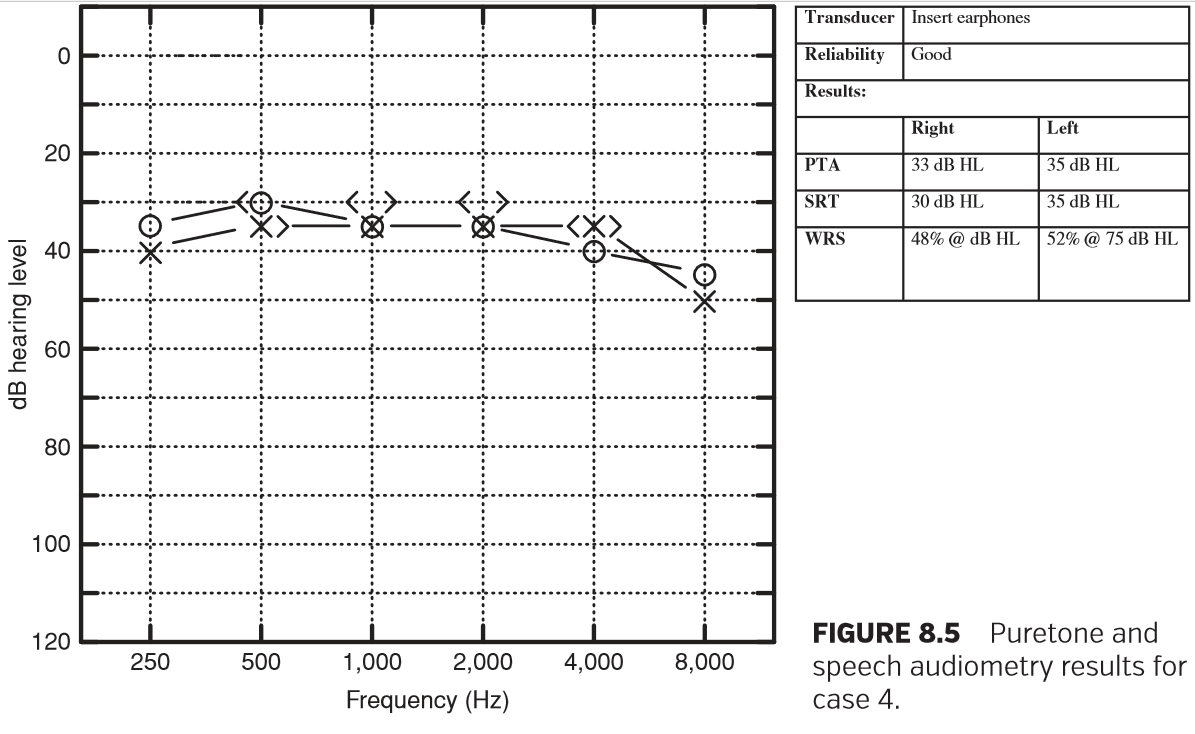 0
20
40
60
80
100
120
dB hearing level
250 500 1,000 2,000 4,000 8,000
Frequency (Hz)
Transducer Insert earphones
Reliability Good
Results:
Right Left
PTA 33 dB HL 35 dB HL
SRT 30 dB HL 35 dB HL
WRS 48% @ dB HL 52% @ 75 dB HL
FIGURE 8.5 Puretone and
speech audiometry results for
case 4.